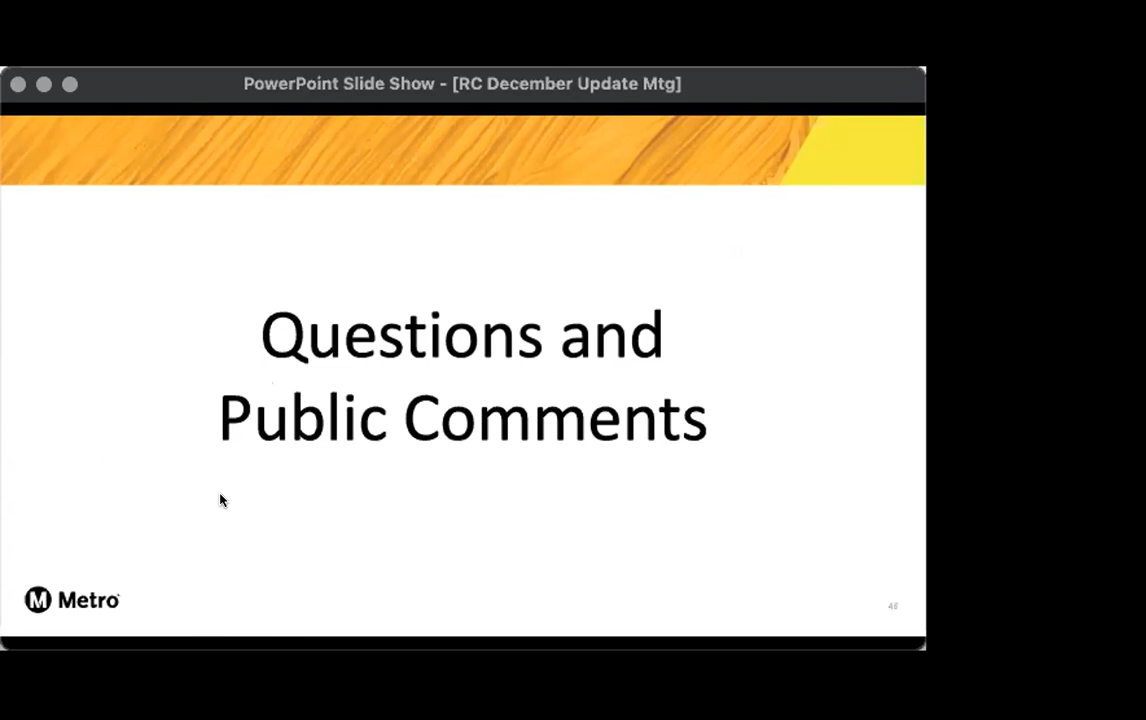 PowerPoint Slide Show - [RC December Update Mtg]
Questions and
Public Comments
M Metro